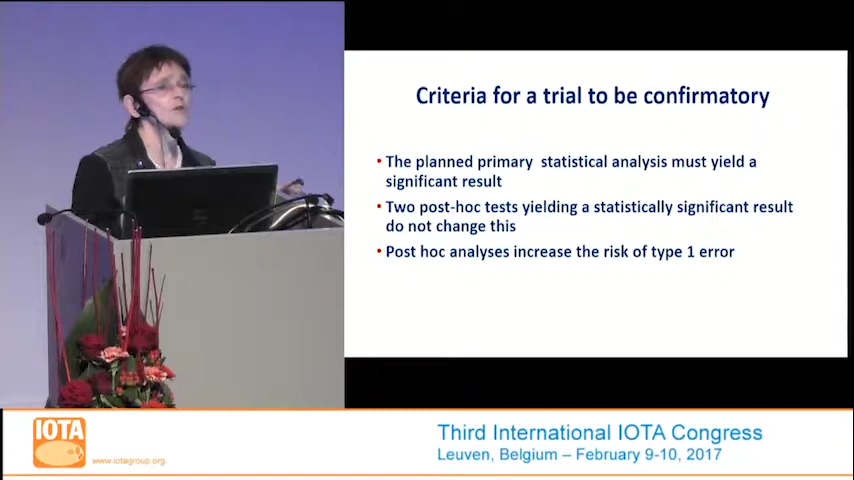 Criteria for a trial to be confirmatory
• The planned primary statistical analysis must yield a
significant result
• Two post-hoc tests yielding a statistically significant result
do not change this
• Post hoc analyses increase the risk of type 1 error
IOTA
www.iotagroup.org
Third International IOTA Congress
Leuven, Belgium – February 9-10, 2017